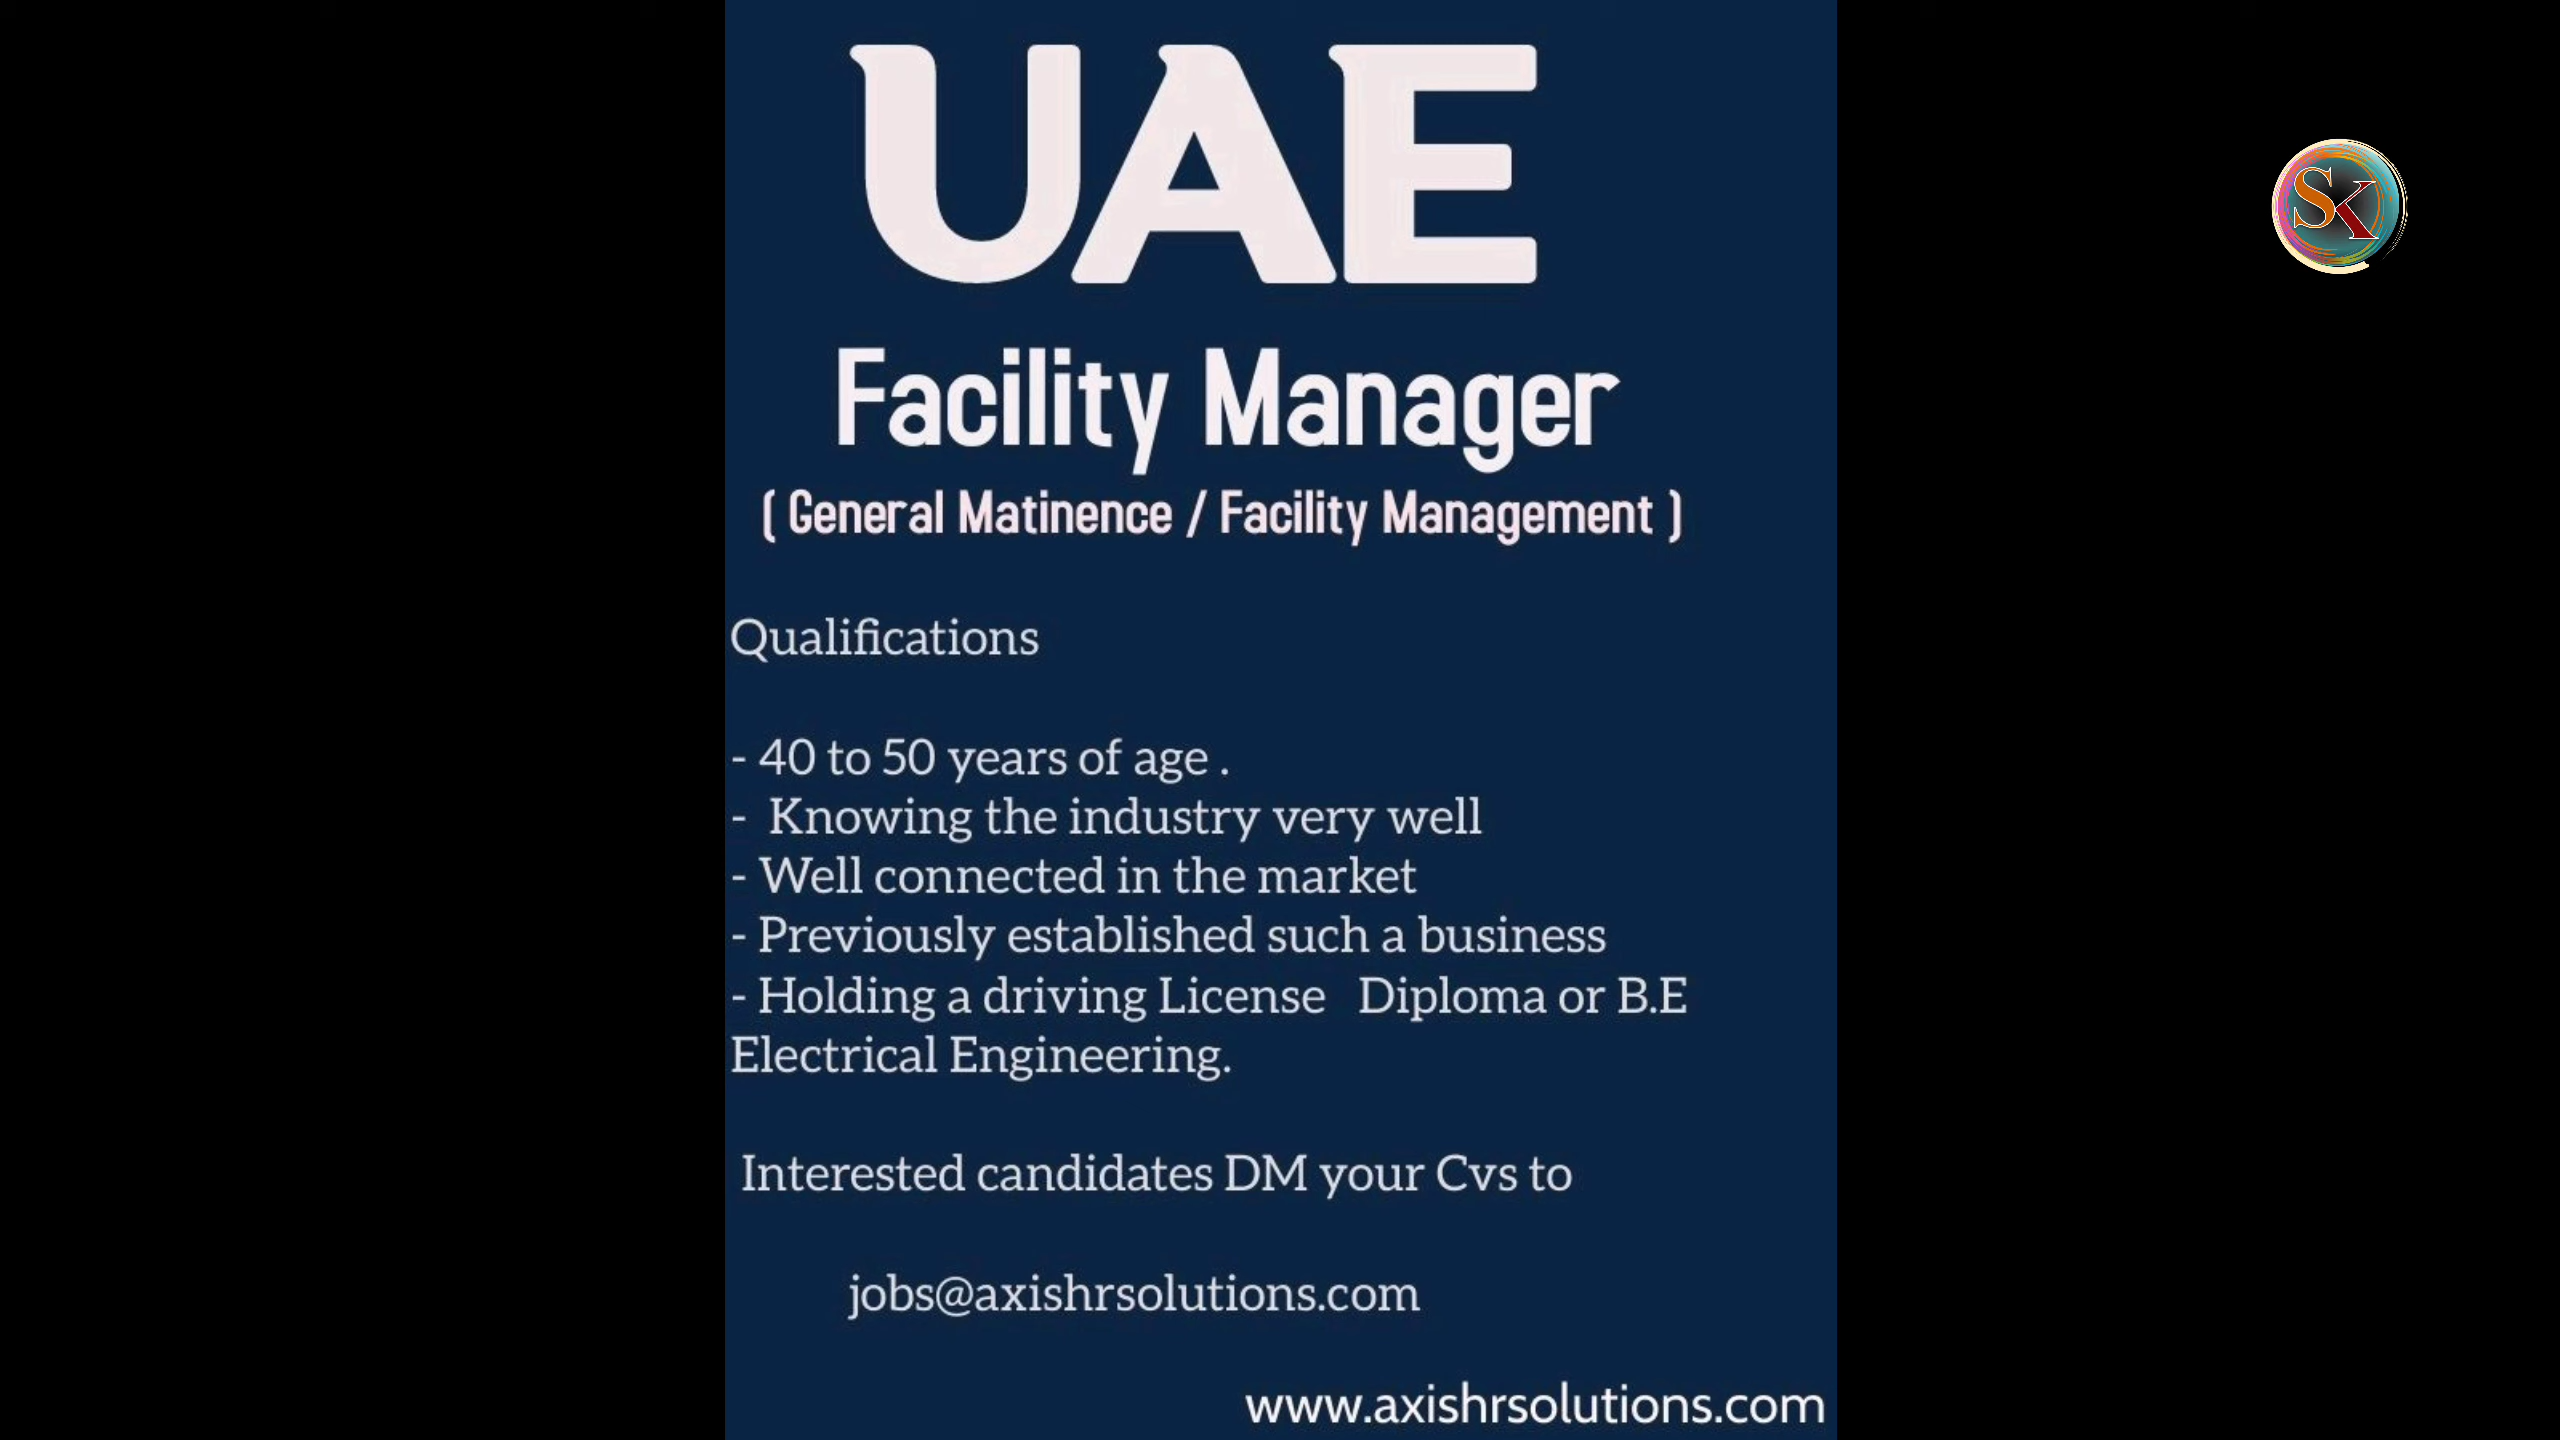 UAE
SK
Facility Manager
( General Matinence / Facility Management )
Qualifications
- 40 to 50 years of age .
- Knowing the industry very well
- Well connected in the market
- Previously established such a business
- Holding a driving License Diploma or B.E
Electrical Engineering.
Interested candidates DM your Cvs to
jobs@axishrsolutions.com
www.axishrsolutions.com